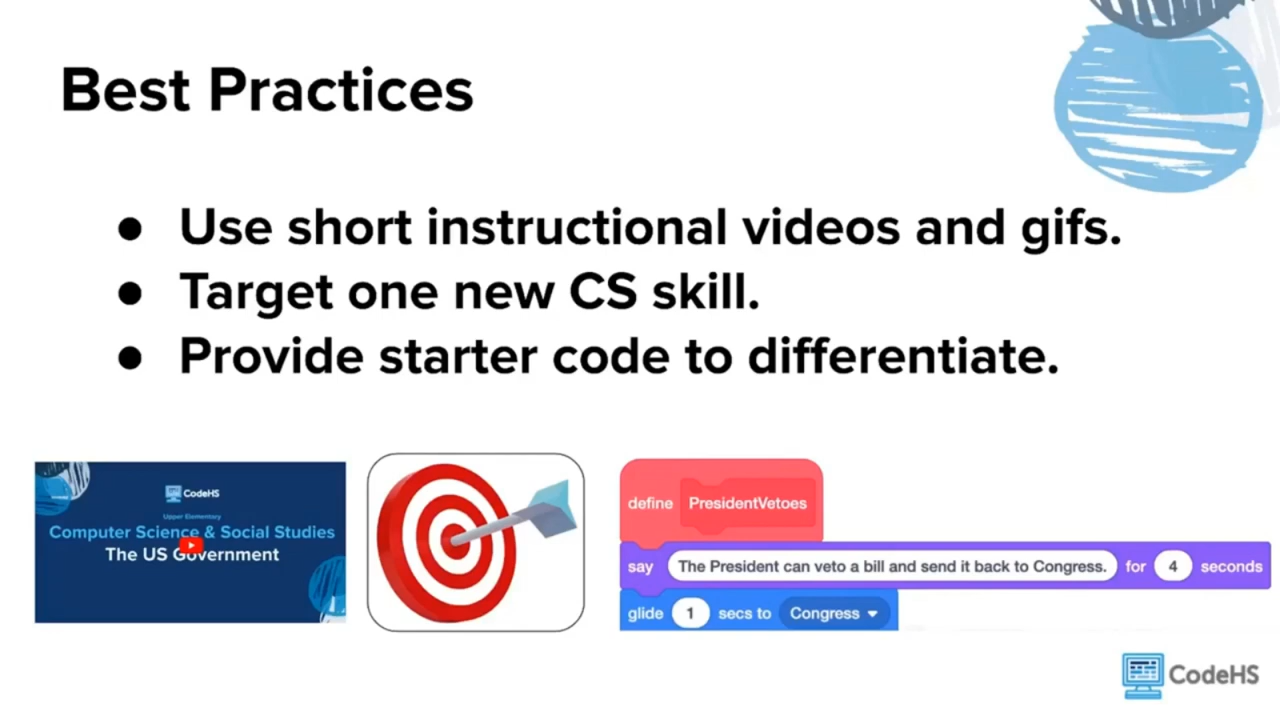 Best Practices
● Use short instructional videos and gifs.
● Target one new CS skill.
● Provide starter code to differentiate.
CodeHS
Upper Elementary
Computer Science & Social Studies
The US Government
define PresidentVetoes
say The President can veto a bill and send it back to Congress. for 4 seconds
glide 1 secs to Congress
CodeHS